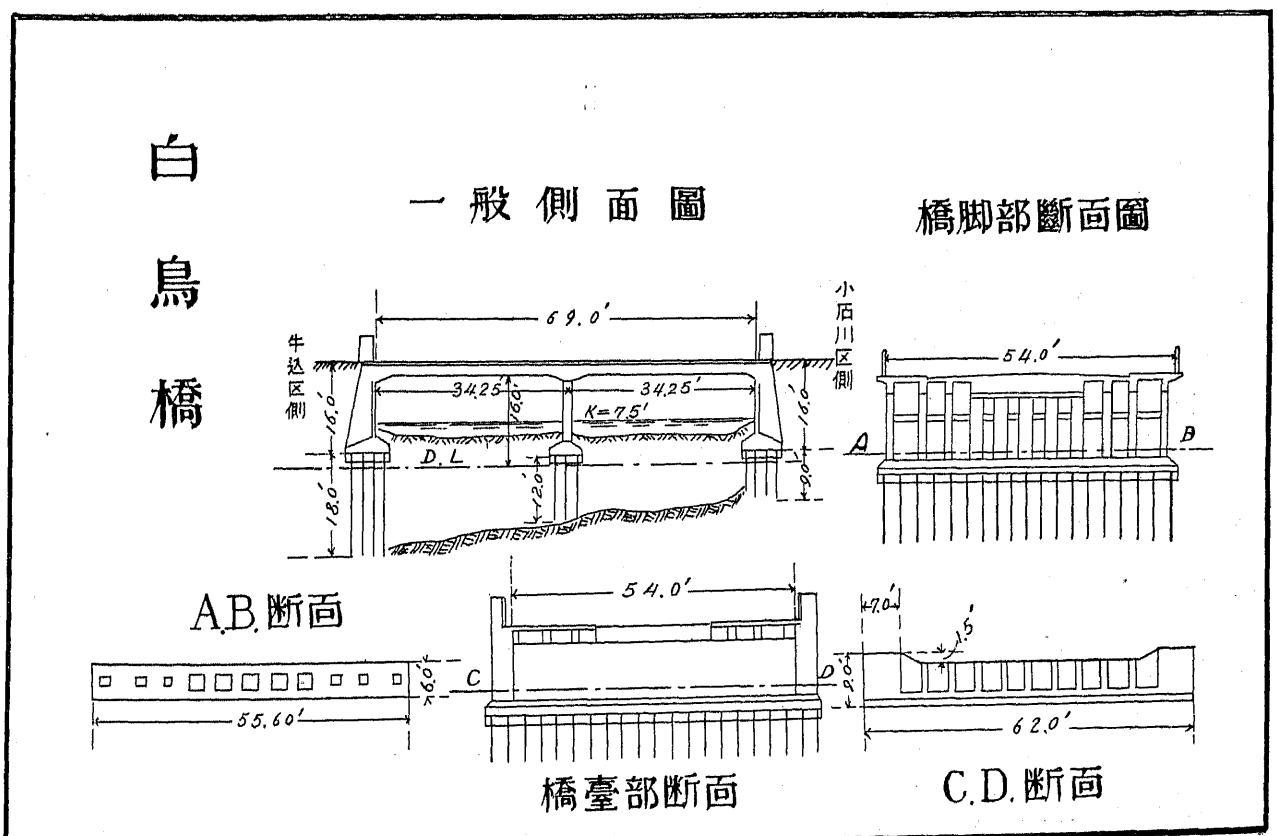 白鳥橋
一般側面圖
橋脚部斷面圖
牛込区側
小石川区側
69.0'
34.25'
34.25'
16.0'
K=7.5'
16.0'
16.0'
D.L
18.0'
12.0'
9.0'
54.0'
A
B
A.B.断面
6.0'
55.60'
54.0'
C
D
橋臺部断面
7.0'
1.5'
8.0'
62.0'
C.D.断面